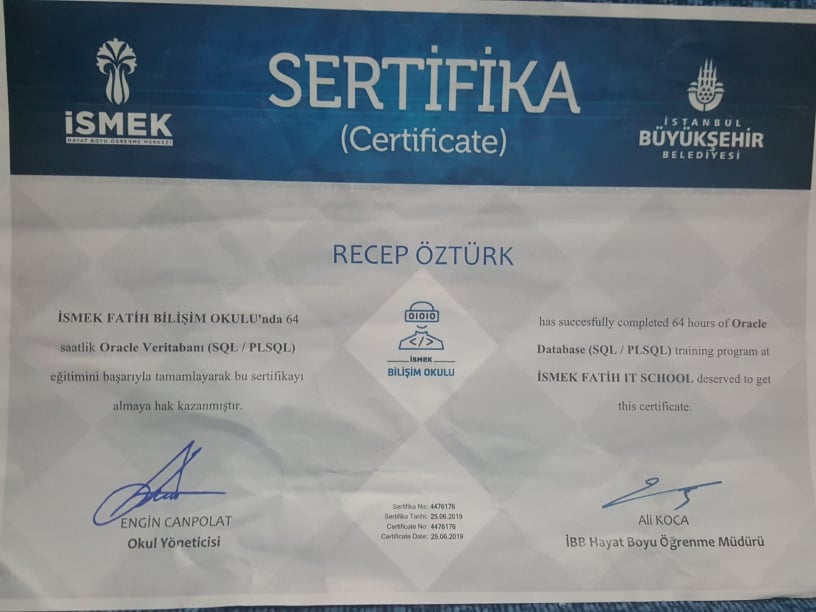 İSMEK
HAYAT BOYU ÖĞRENME MERKEZİ
SERTİFİKA
(Certificate)
İSTANBUL
BÜYÜKŞEHİR
BELEDİYESİ
RECEP ÖZTÜRK
İSMEK FATİH BİLİŞİM OKULU'nda 64
saatlik Oracle Veritabanı (SQL / PLSQL)
eğitimini başarıyla tamamlayarak bu sertifikayı
almaya hak kazanmıştır.
01010
</>
İSMEK
BİLİŞİM OKULU
has succesfully completed 64 hours of Oracle
Database (SQL / PLSQL) training program at
İSMEK FATİH IT SCHOOL deserved to get
this certificate.
ENGİN CANPOLAT
Okul Yöneticisi
Sertifika No: 4476176
Sertifika Tarihi: 25.06.2019
Certificate No: 4476176
Certificate Date: 25.06.2019
Ali KOCA
İBB Hayat Boyu Öğrenme Müdürü